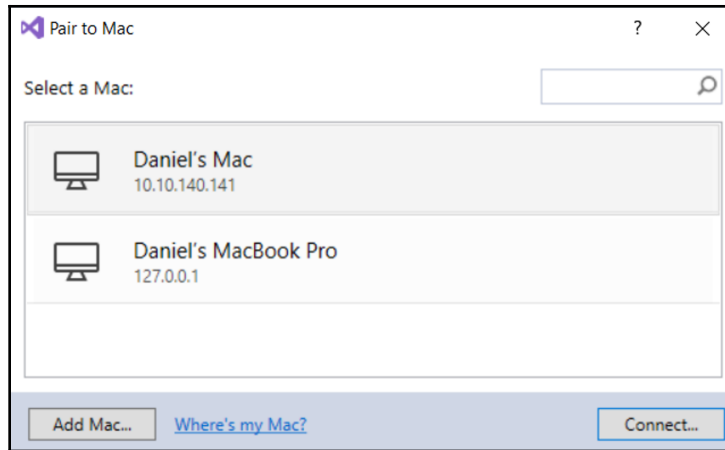 Pair to Mac
?
Select a Mac:
Daniel's Mac
10.10.140.141
Daniel's MacBook Pro
127.0.0.1
Add Mac... Where's my Mac? Connect...